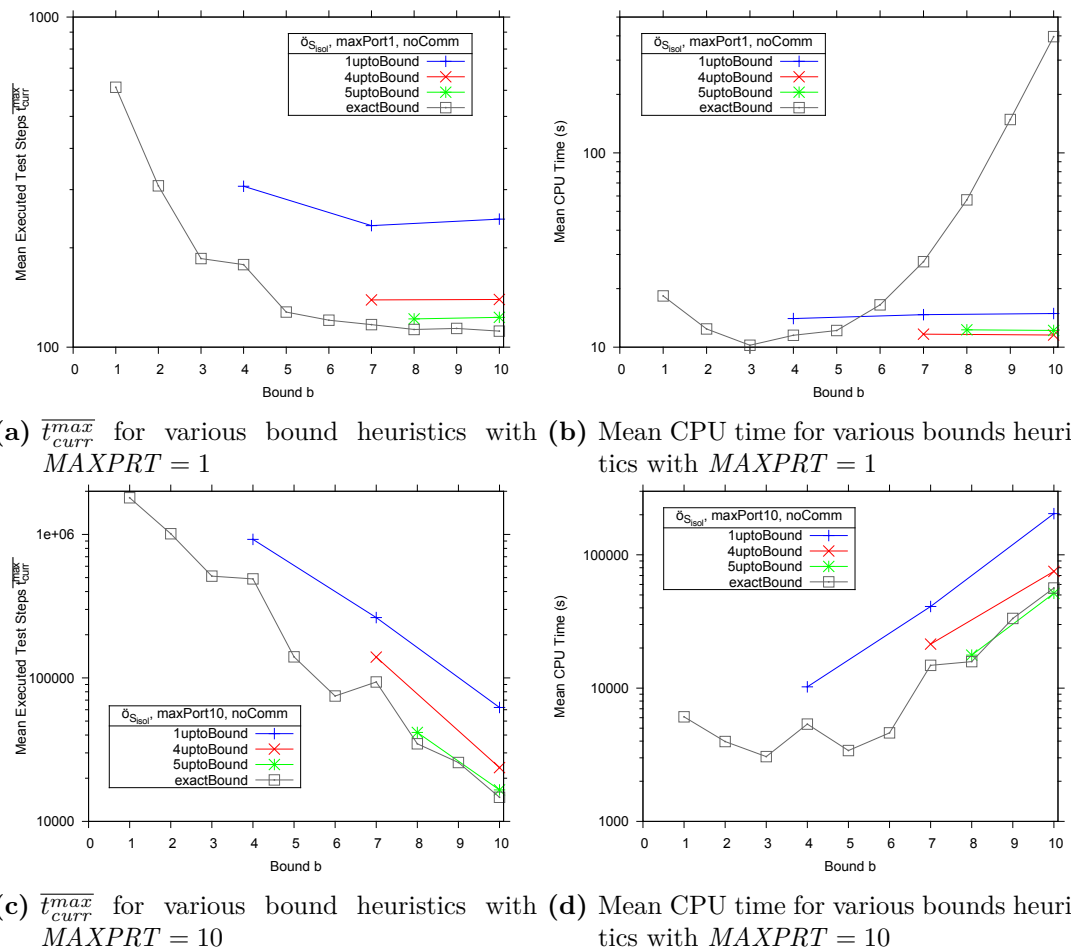 1000
100
Mean Executed Test Steps t_curr^max
ö_S_isol, maxPort1, noComm
1uptoBound
4uptoBound
5uptoBound
exactBound
0 1 2 3 4 5 6 7 8 9 10
Bound b
100
10
Mean CPU Time (s)
ö_S_isol, maxPort1, noComm
1uptoBound
4uptoBound
5uptoBound
exactBound
0 1 2 3 4 5 6 7 8 9 10
Bound b
(a) t_curr^max for various bound heuristics with
MAXPRT = 1
(b) Mean CPU time for various bounds heuri
tics with MAXPRT = 1
1e+06
100000
10000
Mean Executed Test Steps t_curr^max
ö_S_isol, maxPort10, noComm
1uptoBound
4uptoBound
5uptoBound
exactBound
0 1 2 3 4 5 6 7 8 9 10
Bound b
100000
10000
1000
Mean CPU Time (s)
ö_S_isol, maxPort10, noComm
1uptoBound
4uptoBound
5uptoBound
exactBound
0 1 2 3 4 5 6 7 8 9 10
Bound b
(c) t_curr^max for various bound heuristics with
MAXPRT = 10
(d) Mean CPU time for various bounds heuri
tics with MAXPRT = 10